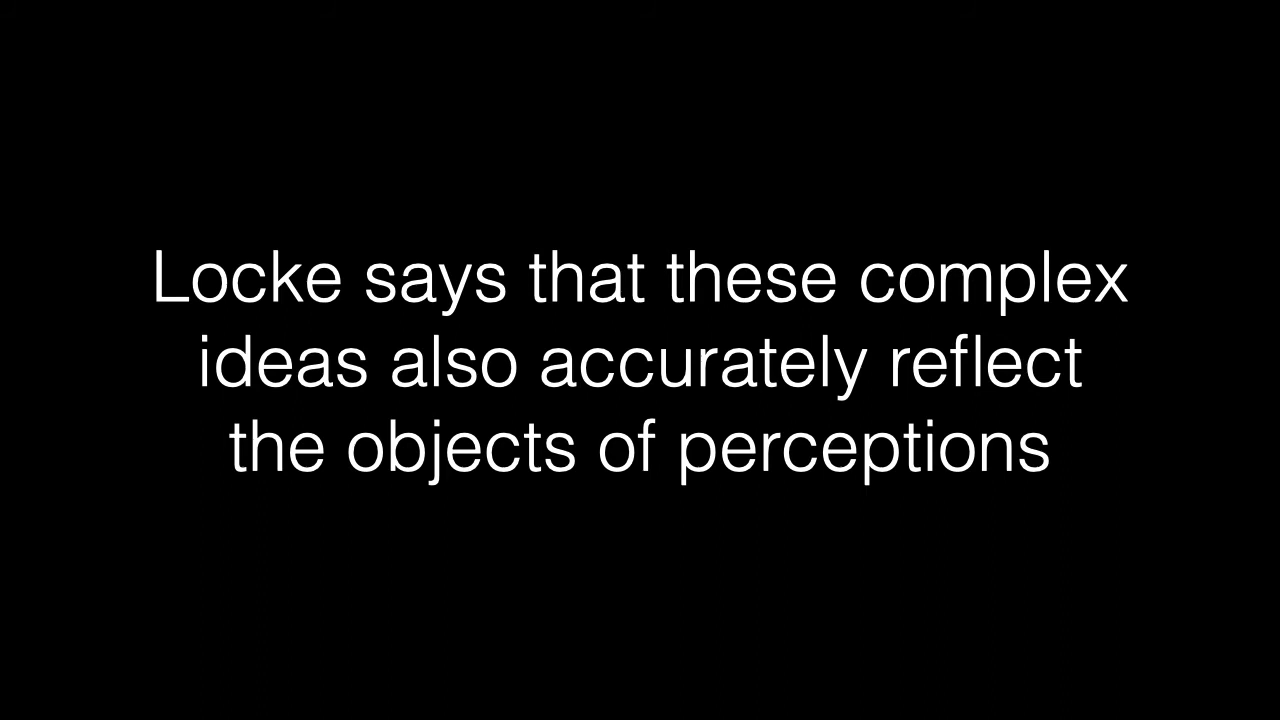 Locke says that these complex
ideas also accurately reflect
the objects of perceptions